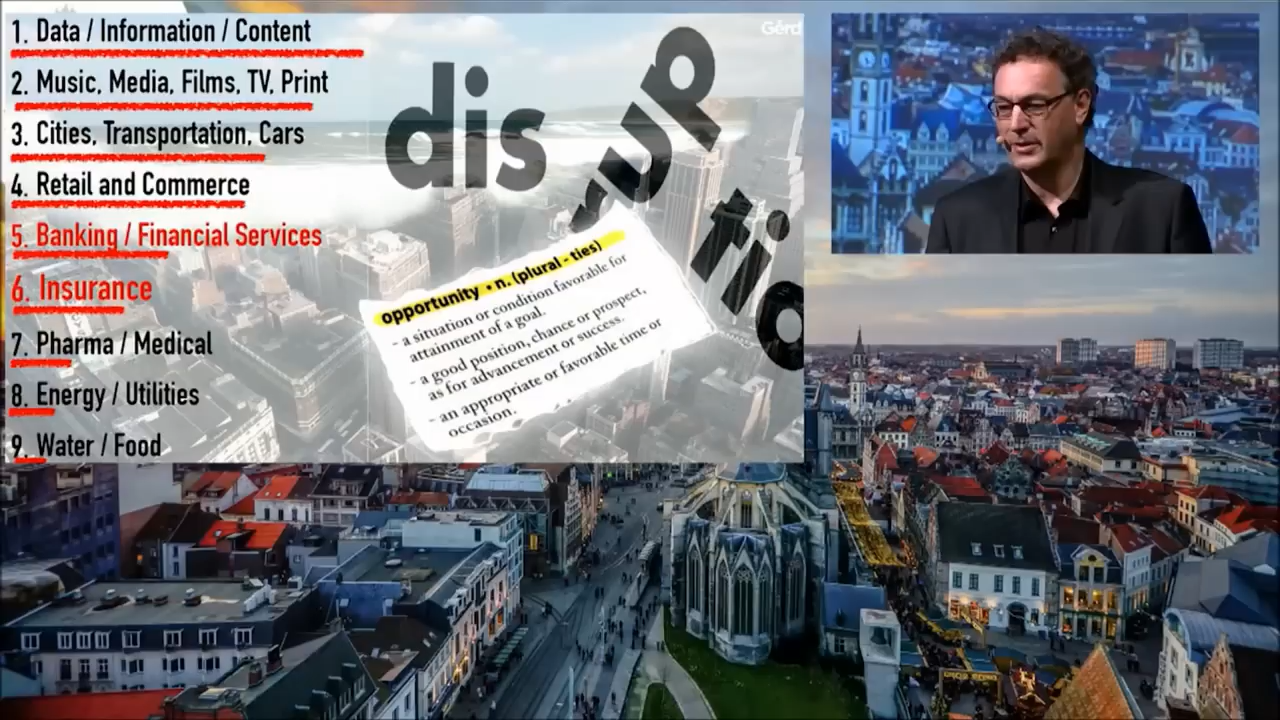 1. Data / Information / Content
2. Music, Media, Films, TV, Print
3. Cities, Transportation, Cars
4. Retail and Commerce
5. Banking / Financial Services
6. Insurance
7. Pharma / Medical
8. Energy / Utilities
9. Water / Food
Gerd
dis
rup
tio
opportunity • n. (plural - ties)
- a situation or condition favorable for
attainment of a goal.
- a good position, chance or prospect,
as for advancement or success.
- an appropriate or favorable time or
occasion.